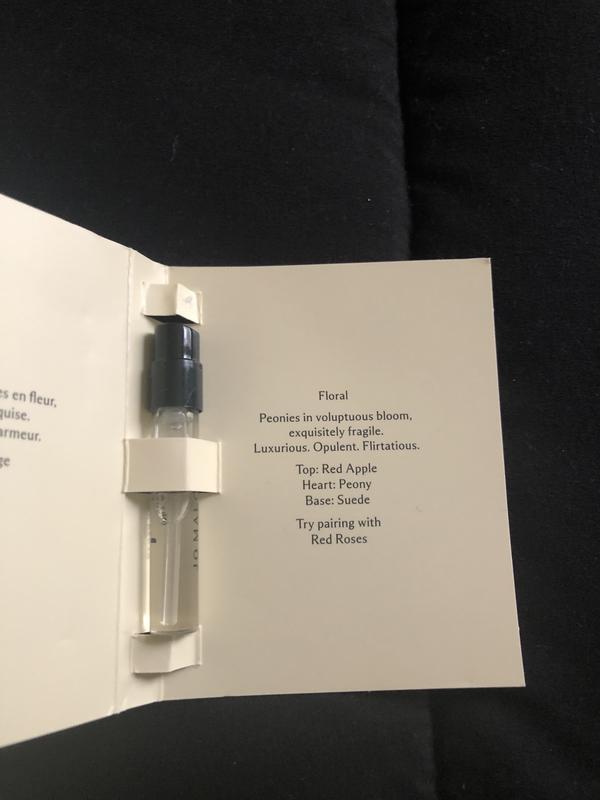 es en fleur,
quise.
armeur.
ge
JO MAL
Floral
Peonies in voluptuous bloom,
exquisitely fragile.
Luxurious. Opulent. Flirtatious.
Top: Red Apple
Heart: Peony
Base: Suede
Try pairing with
Red Roses